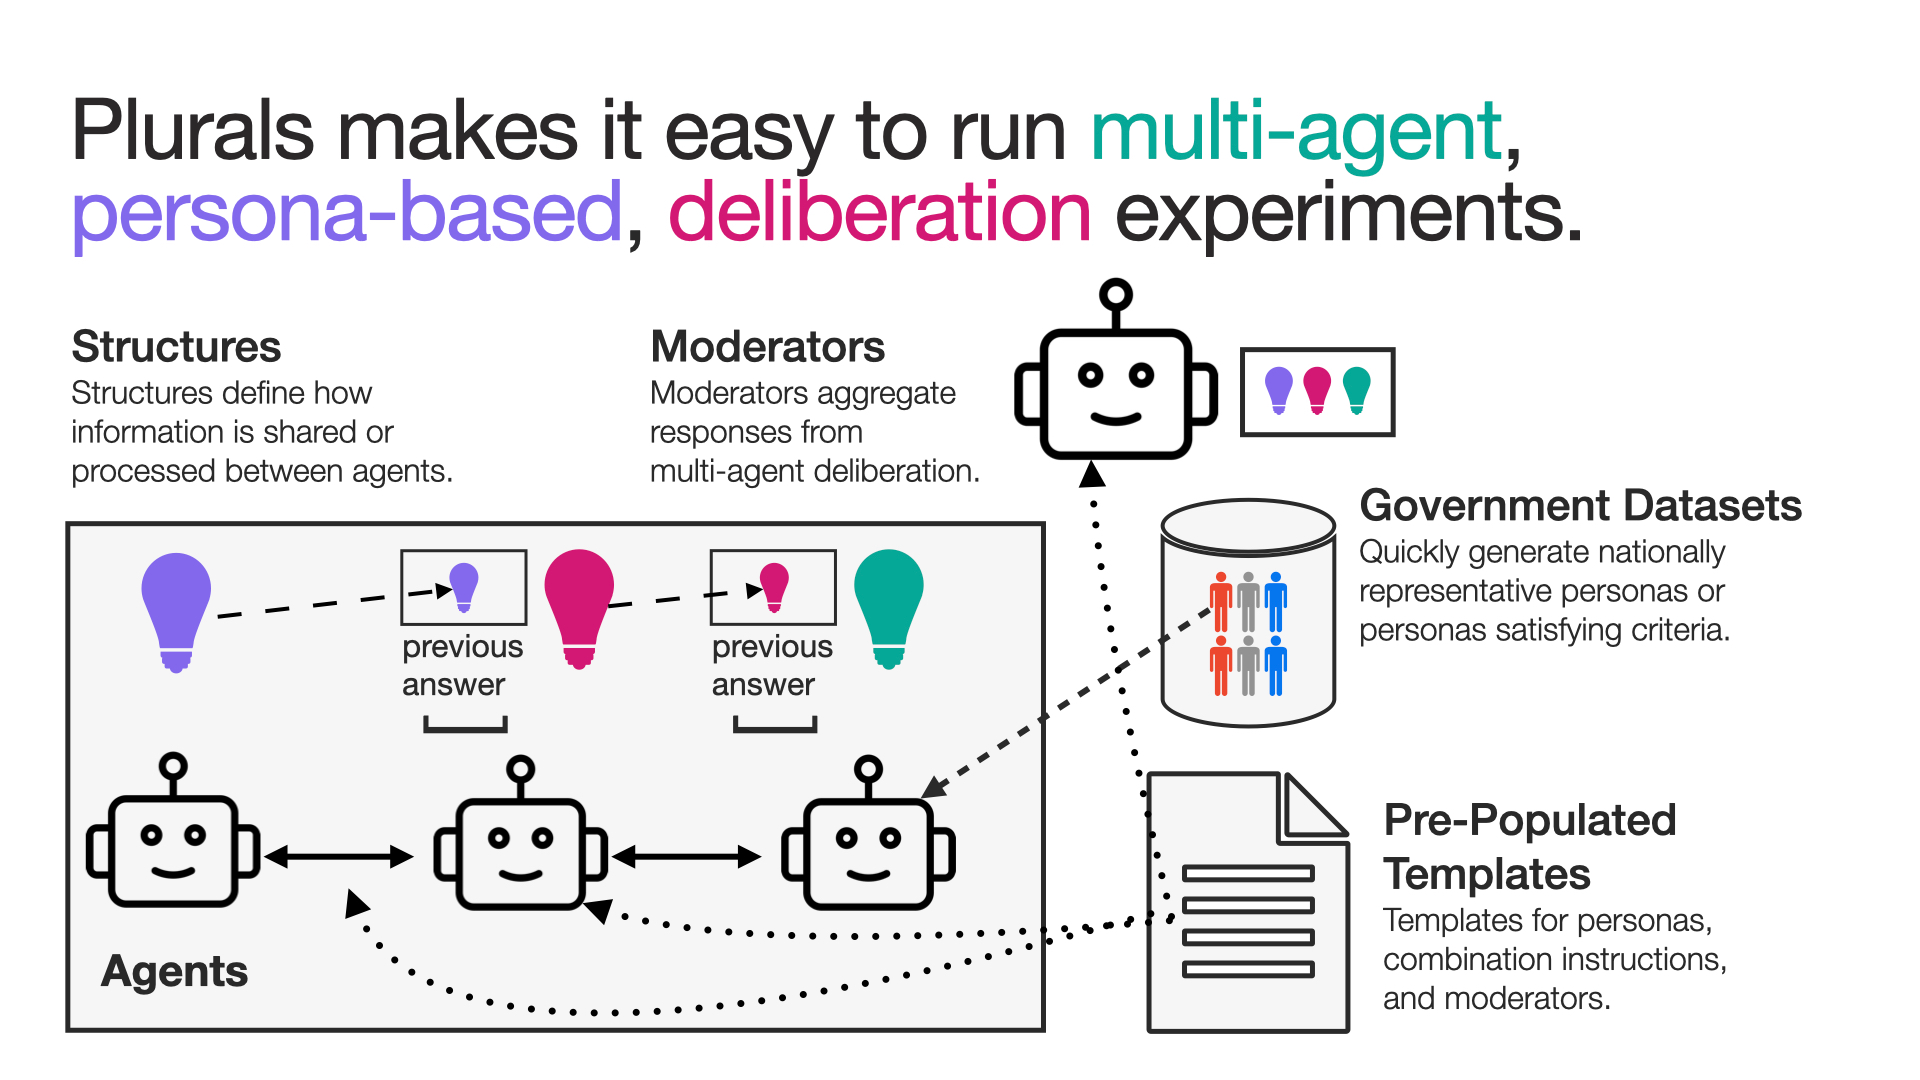 Plurals makes it easy to run multi-agent,
persona-based, deliberation experiments.
Structures
Structures define how
information is shared or
processed between agents.
Moderators
Moderators aggregate
responses from
multi-agent deliberation.
Government Datasets
Quickly generate nationally
representative personas or
personas satisfying criteria.
previous
answer
previous
answer
Agents
Pre-Populated
Templates
Templates for personas,
combination instructions,
and moderators.